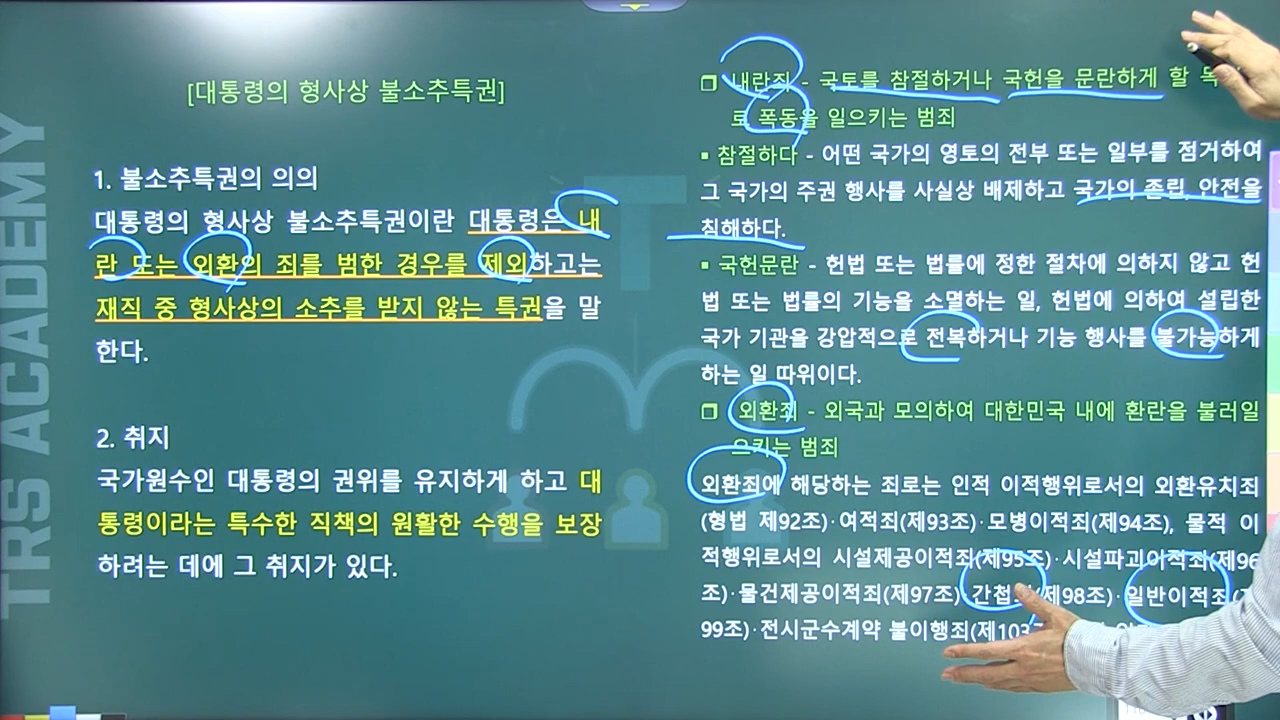 TRS ACADEMY
[대통령의 형사상 불소추특권]
1. 불소추특권의 의의
대통령의 형사상 불소추특권이란 대통령은 내
란 또는 외환의 죄를 범한 경우를 제외하고는
재직 중 형사상의 소추를 받지 않는 특권을 말
한다.
2. 취지
국가원수인 대통령의 권위를 유지하게 하고 대
통령이라는 특수한 직책의 원활한 수행을 보장
하려는 데에 그 취지가 있다.
❐ 내란죄 - 국토를 참절하거나 국헌을 문란하게 할
로 폭동을 일으키는 범죄
▪ 참절하다 - 어떤 국가의 영토의 전부 또는 일부를 점거하여
그 국가의 주권 행사를 사실상 배제하고 국가의 존립, 안전을
침해하다.
▪ 국헌문란 - 헌법 또는 법률에 정한 절차에 의하지 않고 헌
법 또는 법률의 기능을 소멸하는 일, 헌법에 의하여 설립한
국가 기관을 강압적으로 전복하거나 기능 행사를 불가능하게
하는 일 따위이다.
❐ 외환죄 - 외국과 모의하여 대한민국 내에 환란을 불러일
으키는 범죄
외환죄에 해당하는 죄로는 인적 이적행위로서의 외환유치죄
(형법 제92조)·여적죄(제93조)·모병이적죄(제94조), 물적 이
적행위로서의 시설제공이적죄(제95조)·시설파괴이적죄(제96
조)·물건제공이적죄(제97조) 간첩죄(제98조)·일반이적죄(
99조)·전시군수계약 불이행죄(제103